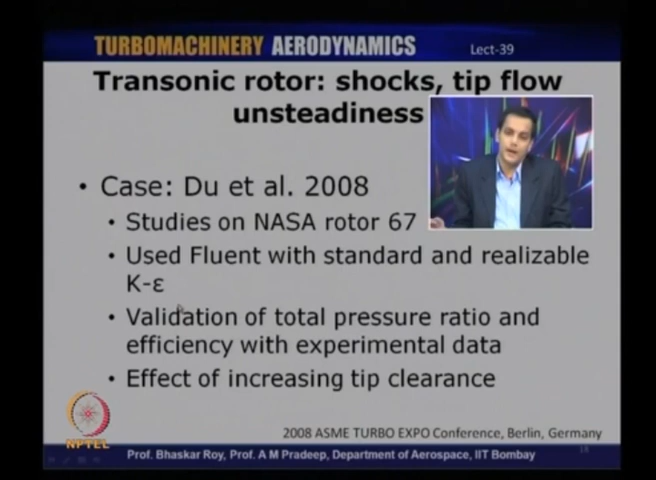 TURBOMACHINERY AERODYNAMICS Lect-39
Transonic rotor: shocks, tip flow
unsteadiness
• Case: Du et al. 2008
• Studies on NASA rotor 67
• Used Fluent with standard and realizable
K-ε
• Validation of total pressure ratio and
efficiency with experimental data
• Effect of increasing tip clearance
NPTEL
2008 ASME TURBO EXPO Conference, Berlin, Germany
Prof. Bhaskar Roy, Prof. A M Pradeep, Department of Aerospace, IIT Bombay
18